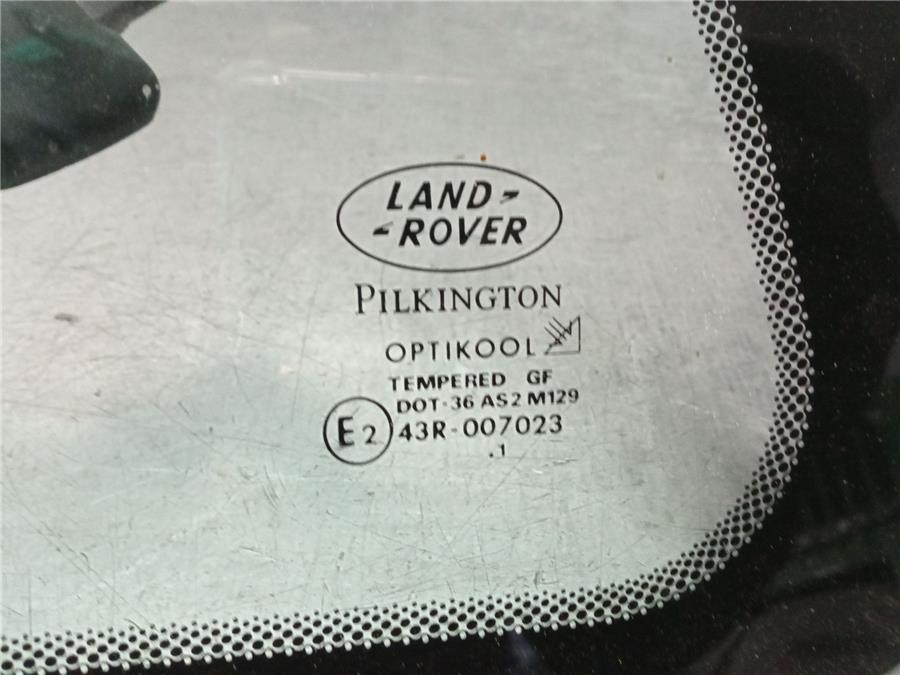 LAND-
-ROVER
PILKINGTON
OPTIKOOL
TEMPERED GF
DOT-36 AS2 M129
E2 43R-007023
.1